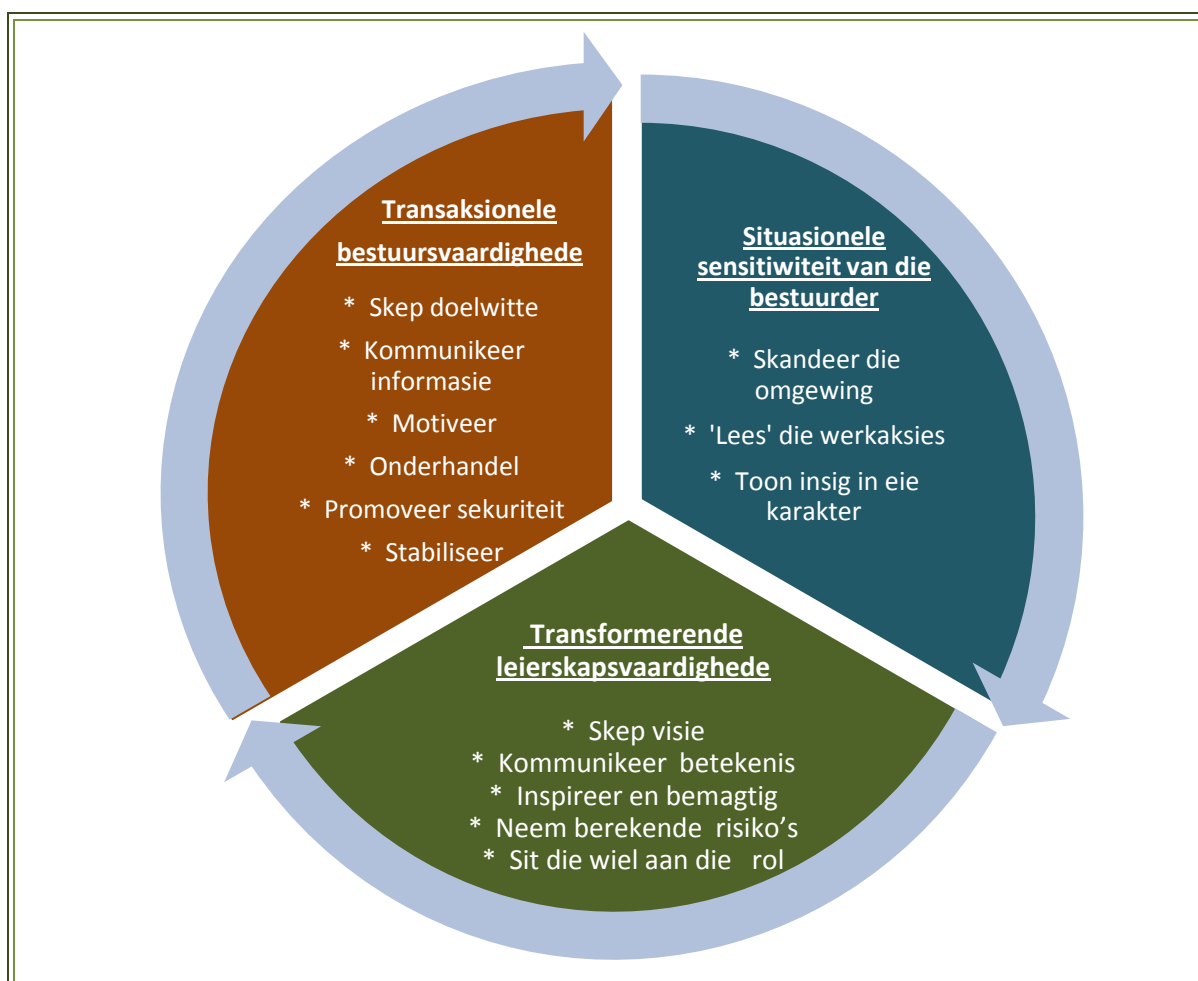 Transaksionele
bestuursvaardighede
* Skep doelwitte
* Kommunikeer
informasie
* Motiveer
* Onderhandel
* Promoveer sekuriteit
* Stabiliseer
Situasionele
sensitiwiteit van die
bestuurder
* Skandeer die
omgewing
* 'Lees' die werkaksies
* Toon insig in eie
karakter
Transformerende
leierskapsvaardighede
* Skep visie
* Kommunikeer betekenis
* Inspireer en bemagtig
* Neem berekende risiko’s
* Sit die wiel aan die rol